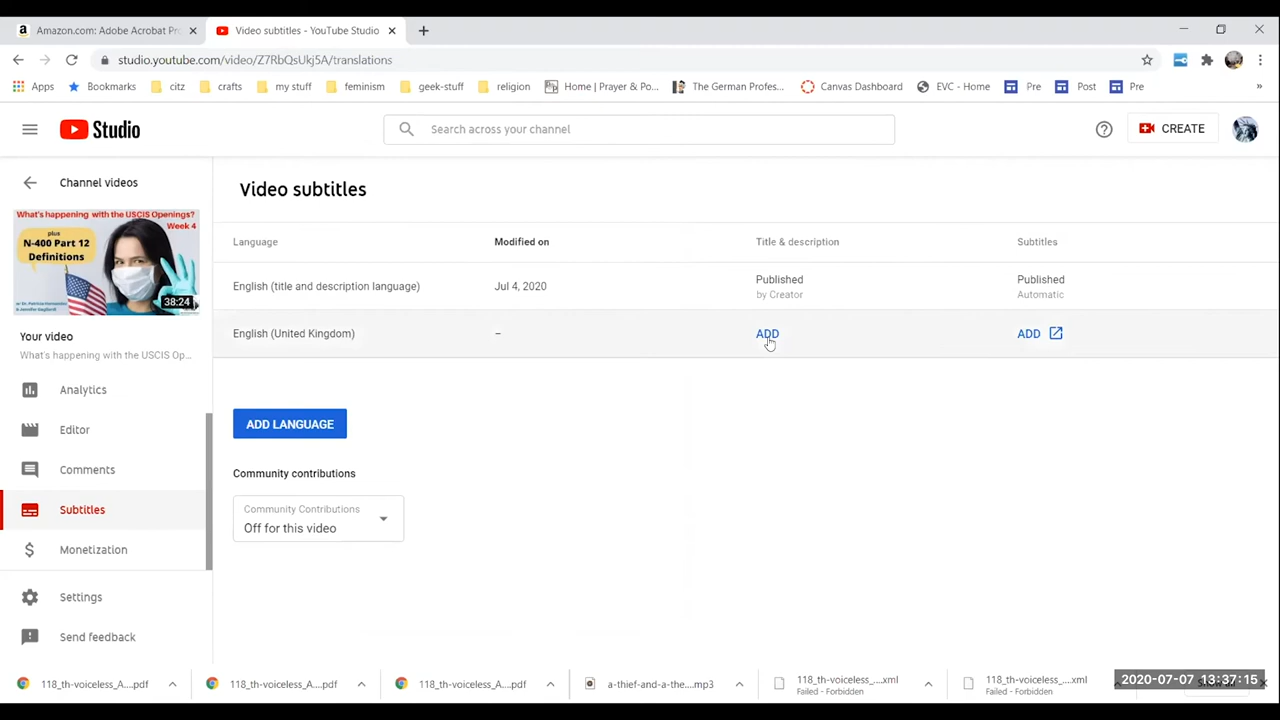 Amazon.com: Adobe Acrobat Pr
Video subtitles - YouTube Studio
studio.youtube.com/video/Z7RbQsUkj5A/translations
Apps
Bookmarks
citz
crafts
my stuff
feminism
geek-stuff
religion
Home | Prayer & Po...
The German Profes...
Canvas Dashboard
EVC - Home
Pre
Post
Pre
»
Studio
Search across your channel
CREATE
Channel videos
What's happening with the USCIS Openings?
Week 4
plus
N-400 Part 12
Definitions
38:24
Your video
What's happening with the USCIS Op...
Analytics
Editor
Comments
Subtitles
Monetization
Settings
Send feedback
Video subtitles
Language
Modified on
Title & description
Subtitles
English (title and description language)
Jul 4, 2020
Published
by Creator
Published
Automatic
English (United Kingdom)
–
ADD
ADD
ADD LANGUAGE
Community contributions
Community Contributions
Off for this video
118_th-voiceless_A....pdf
118_th-voiceless_A....pdf
118_th-voiceless_A....pdf
a-thief-and-a-the....mp3
118_th-voiceless_....xml
Failed - Forbidden
118_th-voiceless_....xml
Failed - Forbidden
2020-07-07 13:37:15